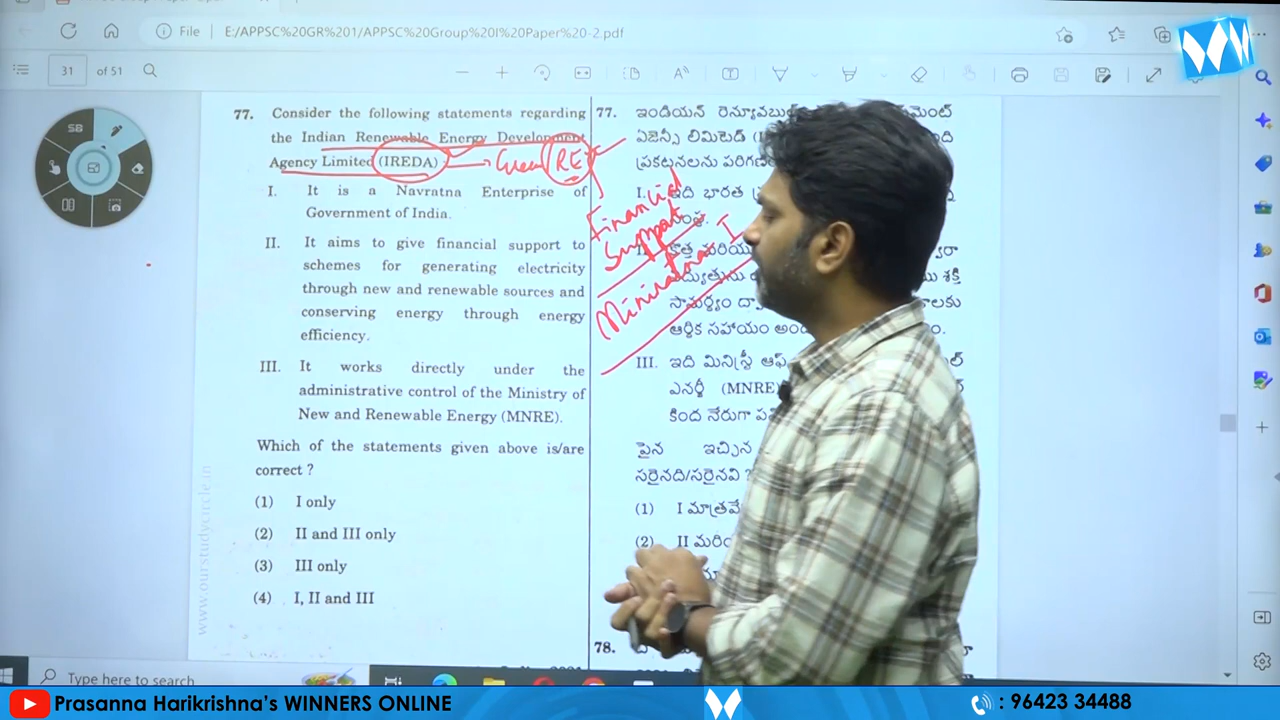 File E:/APPSC%20GR%201/APPSC%20Group%20I%20Paper%20-2.pdf
31 of 51
77. Consider the following statements regarding
the Indian Renewable Energy Development
Agency Limited (IREDA)
I. It is a Navratna Enterprise of
Government of India.
II. It aims to give financial support to
schemes for generating electricity
through new and renewable sources and
conserving energy through energy
efficiency.
III. It works directly under the
administrative control of the Ministry of
New and Renewable Energy (MNRE).
Which of the statements given above is/are
correct ?
(1) I only
(2) II and III only
(3) III only
(4) I, II and III
Green RE
Financial
Support
Miniratna I
77. ఇండియన్ రెన్యూవబుల్
ఏజెన్సీ లిమిటెడ్
ప్రకటనలను
I. ఇది భారత
II. కొత్త
ఆర్థిక సహాయం
III. ఇది మినిస్ట్రీ ఆఫ్
ఎనర్జీ (MNRE)
కింద నేరుగా
పైన ఇచ్చిన
సరైనది/సరైనవి ?
(1) I మాత్రమే
(2) II
78.
www.ourstudycircle.in
Type here to search
Prasanna Harikrishna's WINNERS ONLINE
: 96423 34488